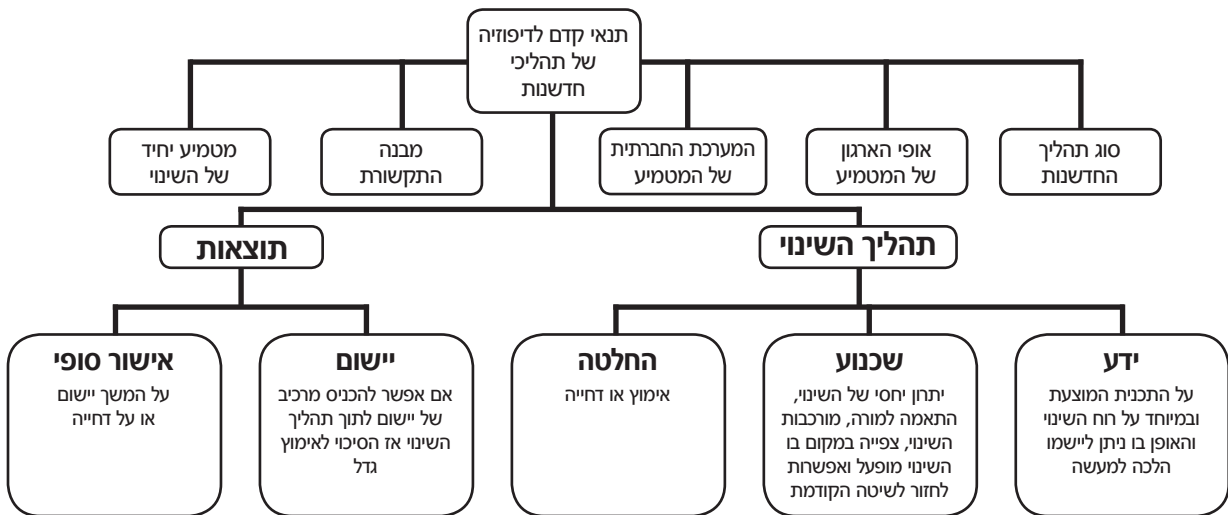 תנאי קדם לדיפוזיה
של תהליכי
חדשנות
סוג תהליך
החדשנות
אופי הארגון
של המטמיע
המערכת החברתית
של המטמיע
מבנה
התקשורת
מטמיע יחיד
של השינוי
תהליך השינוי
תוצאות
ידע
על התכנית המוצעת
ובמיוחד על רוח השינוי
והאופן בו ניתן ליישמו
הלכה למעשה
שכנוע
יתרון יחסי של השינוי,
התאמה למורה, מורכבות
השינוי, צפייה במקום בו
השינוי מופעל ואפשרות
לחזור לשיטה הקודמת
החלטה
אימוץ או דחייה
יישום
אם אפשר להכניס מרכיב
של יישום לתוך תהליך
השינוי אז הסיכוי לאימוץ
גדל
אישור סופי
על המשך יישום
או על דחייה